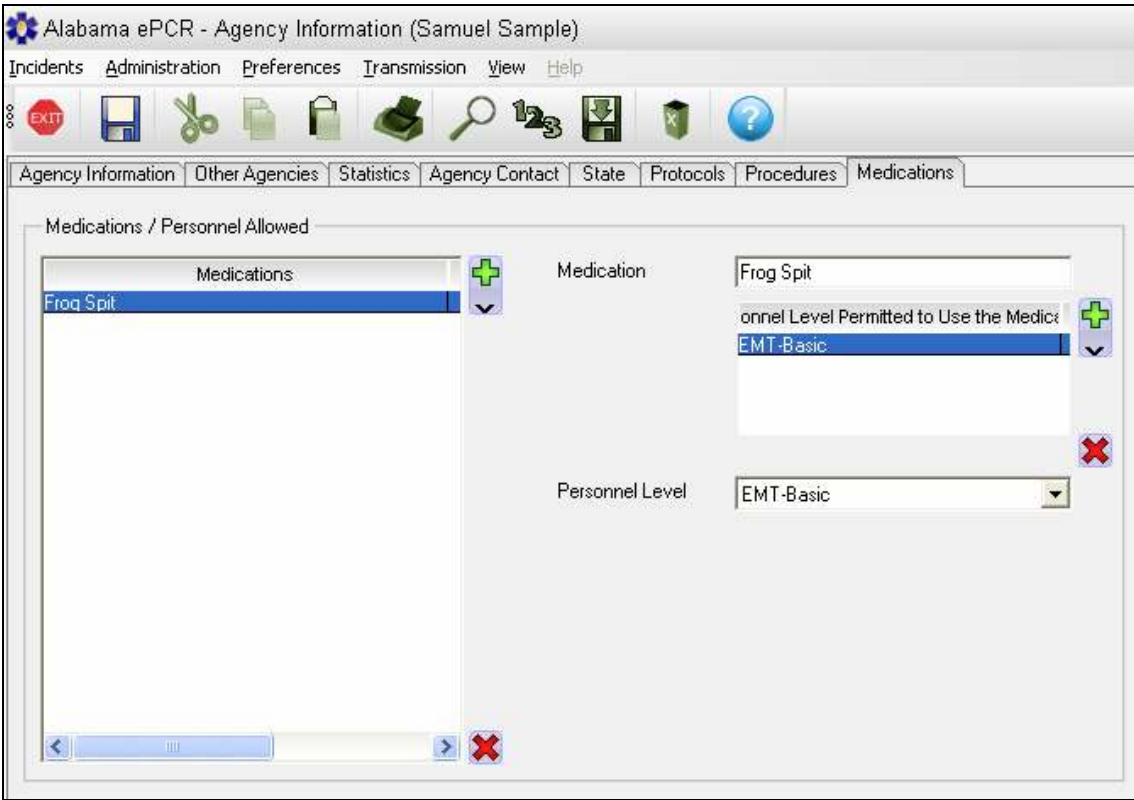 Alabama ePCR - Agency Information (Samuel Sample)
Incidents Administration Preferences Transmission View Help
EXIT 123 X ?
Agency Information Other Agencies Statistics Agency Contact State Protocols Procedures Medications
Medications / Personnel Allowed
Medications
Frog Spit
Medication Frog Spit
onnel Level Permitted to Use the Medica
EMT-Basic
Personnel Level EMT-Basic